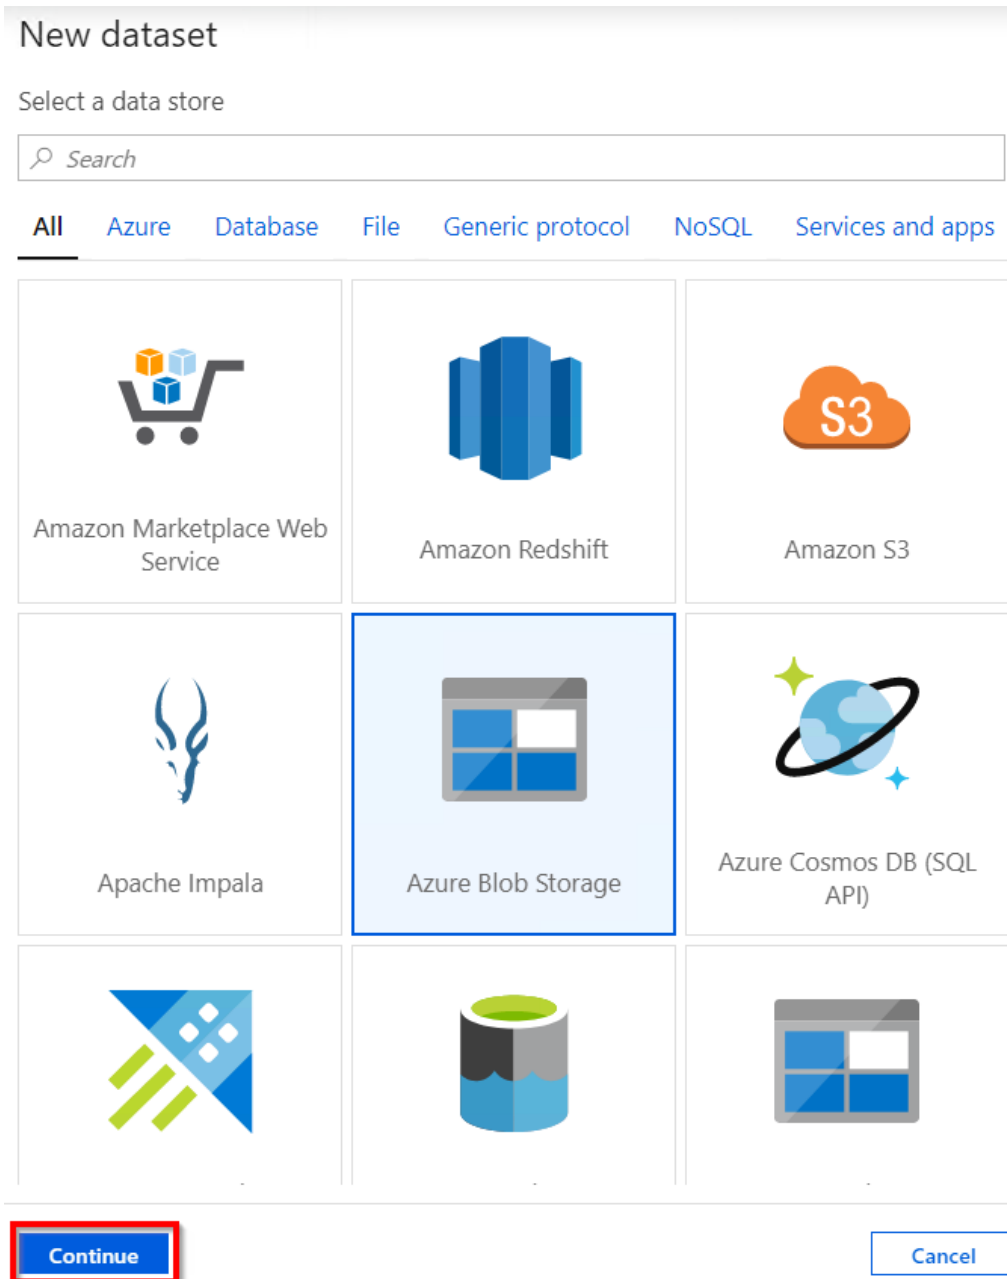 New dataset
Select a data store
Search
All Azure Database File Generic protocol NoSQL Services and apps
S3
Amazon Marketplace Web
Service
Amazon Redshift
Amazon S3
Apache Impala
Azure Blob Storage
Azure Cosmos DB (SQL
API)
Continue
Cancel